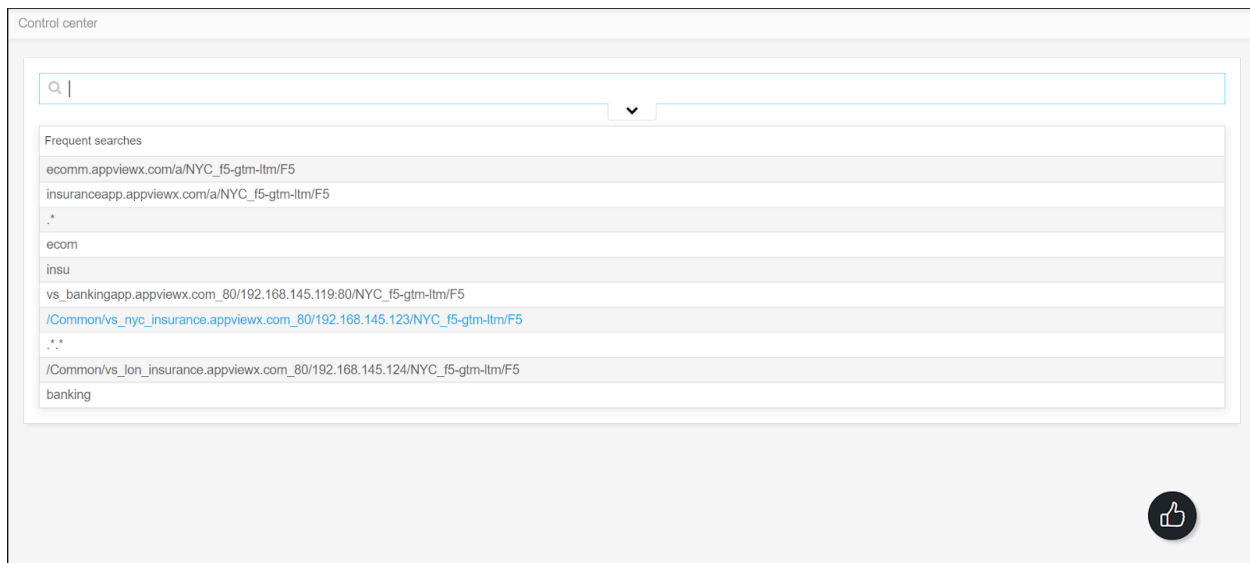 Control center
Frequent searches
ecomm.appviewx.com/a/NYC_f5-gtm-ltm/F5
insuranceapp.appviewx.com/a/NYC_f5-gtm-ltm/F5
.*
ecom
insu
vs_bankingapp.appviewx.com_80/192.168.145.119:80/NYC_f5-gtm-ltm/F5
/Common/vs_nyc_insurance.appviewx.com_80/192.168.145.123/NYC_f5-gtm-ltm/F5
.*.*
/Common/vs_lon_insurance.appviewx.com_80/192.168.145.124/NYC_f5-gtm-ltm/F5
banking